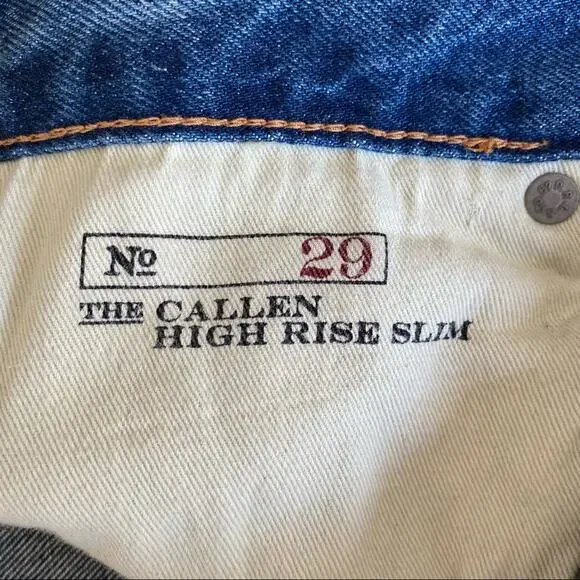 Nº 29
THE CALLEN
HIGH RISE SLIM